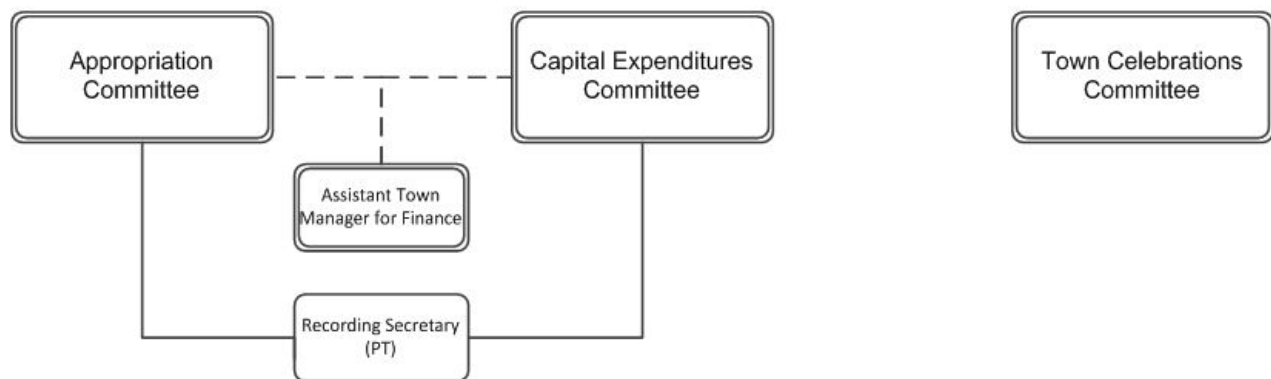 Appropriation
Committee
Capital Expenditures
Committee
Town Celebrations
Committee
Assistant Town
Manager for Finance
Recording Secretary
(PT)